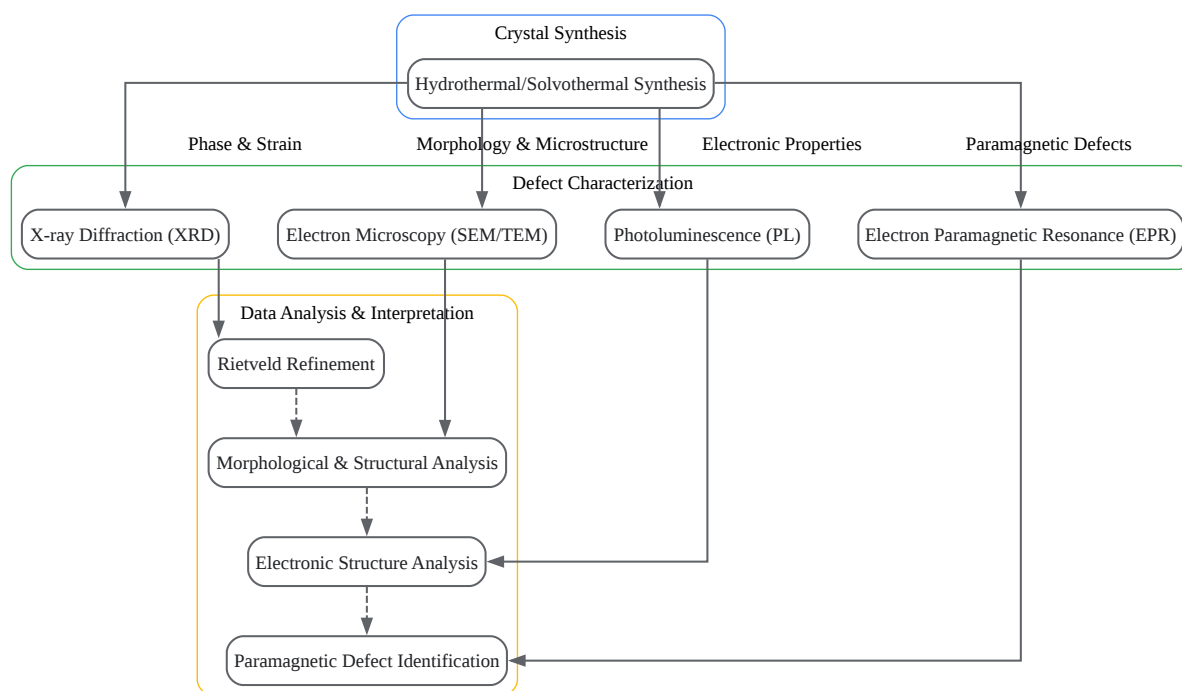 Crystal Synthesis
Hydrothermal/Solvothermal Synthesis
Phase & Strain
Morphology & Microstructure
Electronic Properties
Paramagnetic Defects
Defect Characterization
X-ray Diffraction (XRD)
Electron Microscopy (SEM/TEM)
Photoluminescence (PL)
Electron Paramagnetic Resonance (EPR)
Data Analysis & Interpretation
Rietveld Refinement
Morphological & Structural Analysis
Electronic Structure Analysis
Paramagnetic Defect Identification